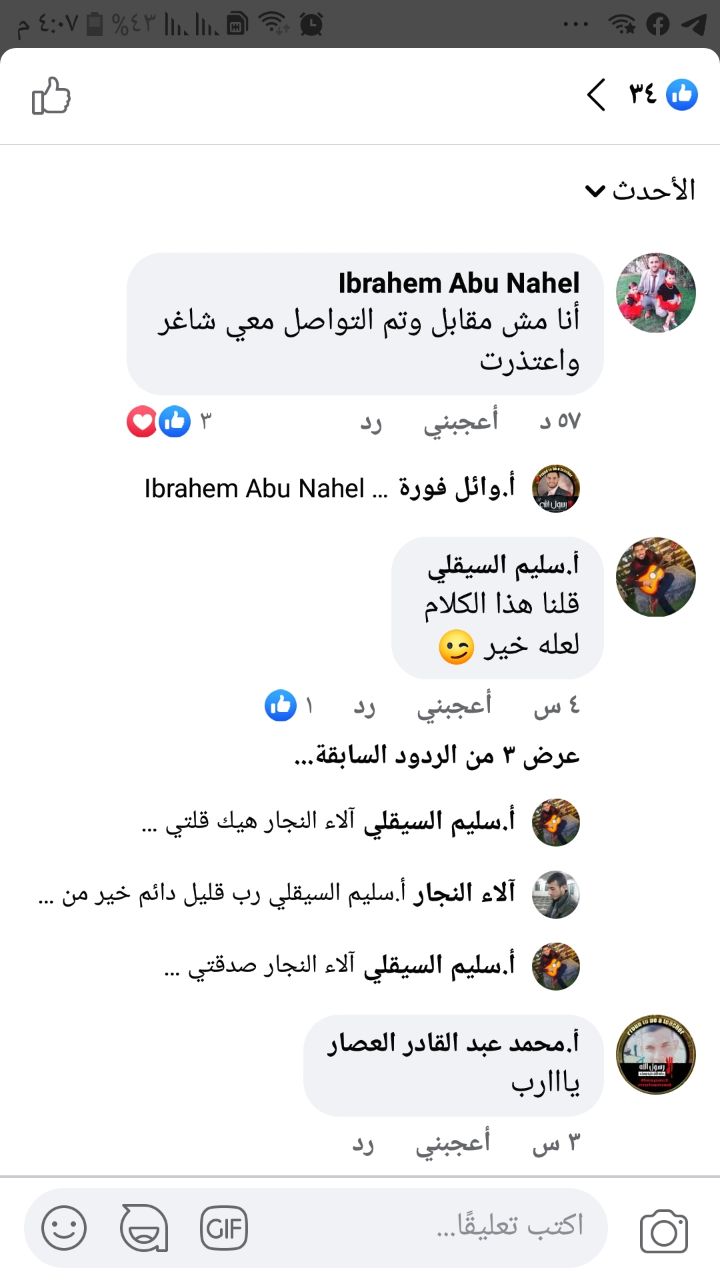 ٤:٠٧ م
٤٣%
٣٤
الأحدث
Ibrahem Abu Nahel
أنا مش مقابل وتم التواصل معي شاغر
واعتذرت
٥٧ د أعجبني رد ٣
أ.وائل فورة Ibrahem Abu Nahel ...
أ.سليم السيقلي
قلنا هذا الكلام
لعله خير 😉
٤ س أعجبني رد ١
عرض ٣ من الردود السابقة...
أ.سليم السيقلي آلاء النجار هيك قلتي ...
آلاء النجار أ.سليم السيقلي رب قليل دائم خير من ...
أ.سليم السيقلي آلاء النجار صدقتي ...
أ.محمد عبد القادر العصار
يااارب
٣ س أعجبني رد
اكتب تعليقًا...
GIF